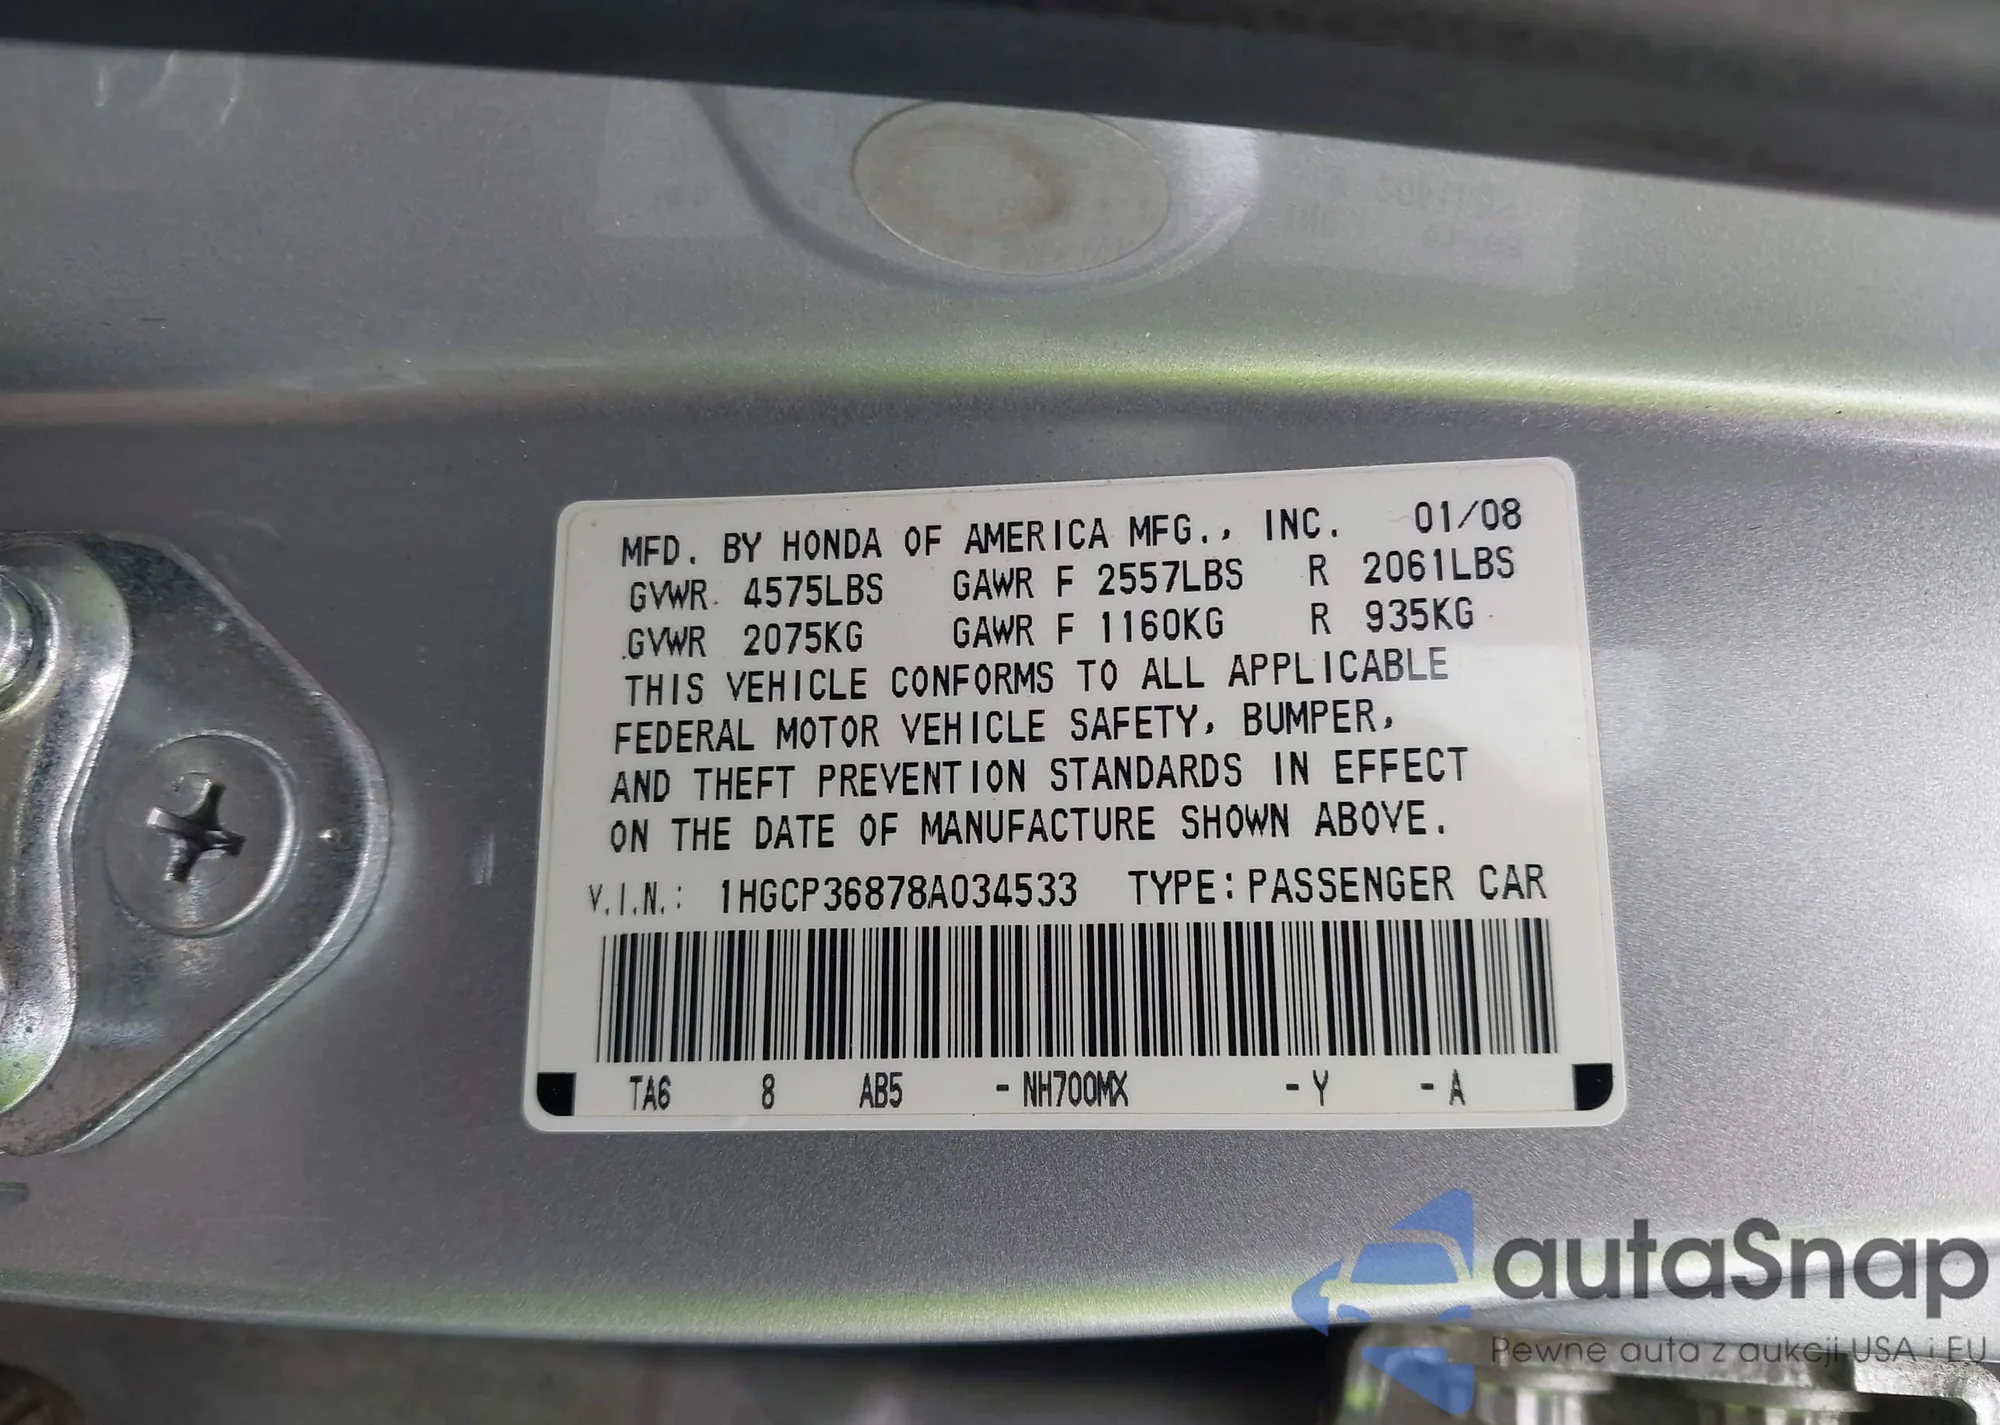 MFD. BY HONDA OF AMERICA MFG., INC. 01/08
GVWR 4575LBS GAWR F 2557LBS R 2061LBS
GVWR 2075KG GAWR F 1160KG R 935KG
THIS VEHICLE CONFORMS TO ALL APPLICABLE
FEDERAL MOTOR VEHICLE SAFETY, BUMPER,
AND THEFT PREVENTION STANDARDS IN EFFECT
ON THE DATE OF MANUFACTURE SHOWN ABOVE.
V.I.N.: 1HGCP36878A034533 TYPE: PASSENGER CAR
TA6 8 AB5 - NH700MX - Y - A
autaSnap
Pewne auta z aukcji USA i EU